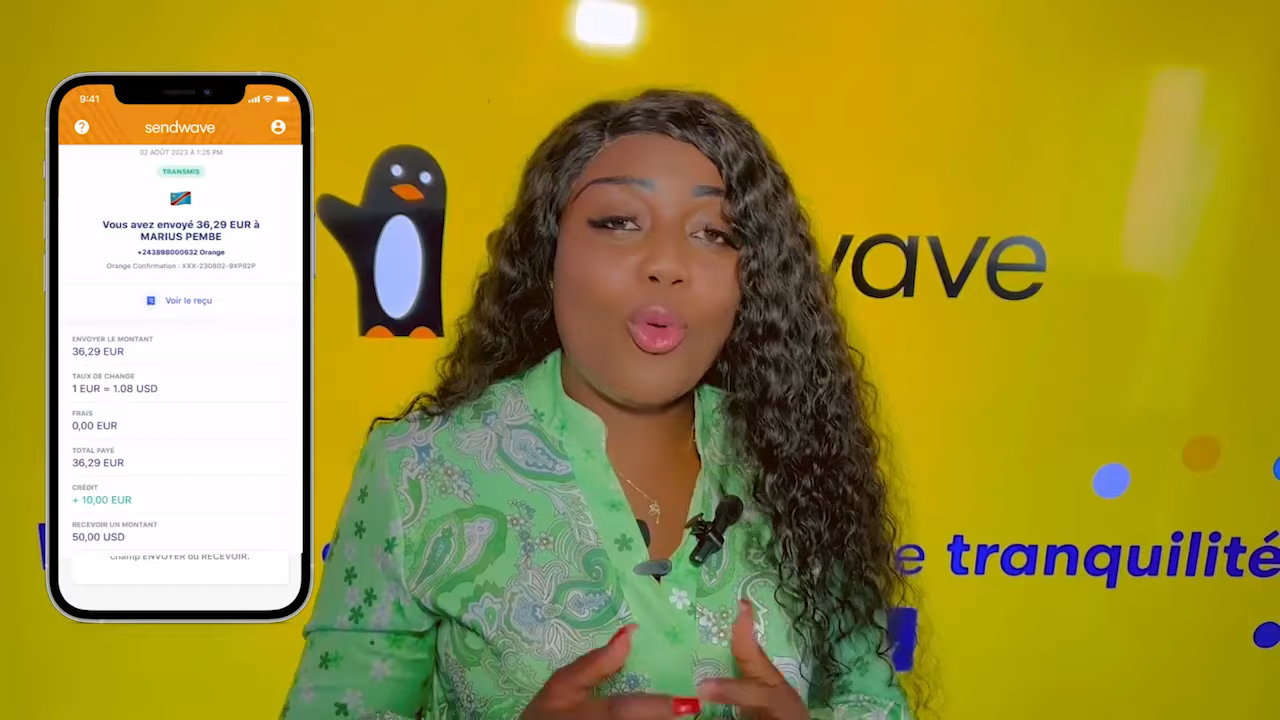 9:41
sendwave
02 AOÛT 2023 À 1:25 PM
TRANSMIS
Vous avez envoyé 36,29 EUR à
MARIUS PEMBE
+243898000632 Orange
Orange Confirmation : XXX-230802-9XPB2P
Voir le reçu
ENVOYER LE MONTANT
36,29 EUR
TAUX DE CHANGE
1 EUR = 1.08 USD
FRAIS
0,00 EUR
TOTAL PAYÉ
36,29 EUR
CRÉDIT
+ 10,00 EUR
RECEVOIR UN MONTANT
50,00 USD
champ ENVOYER ou RECEVOIR.
wave
e tranquilité